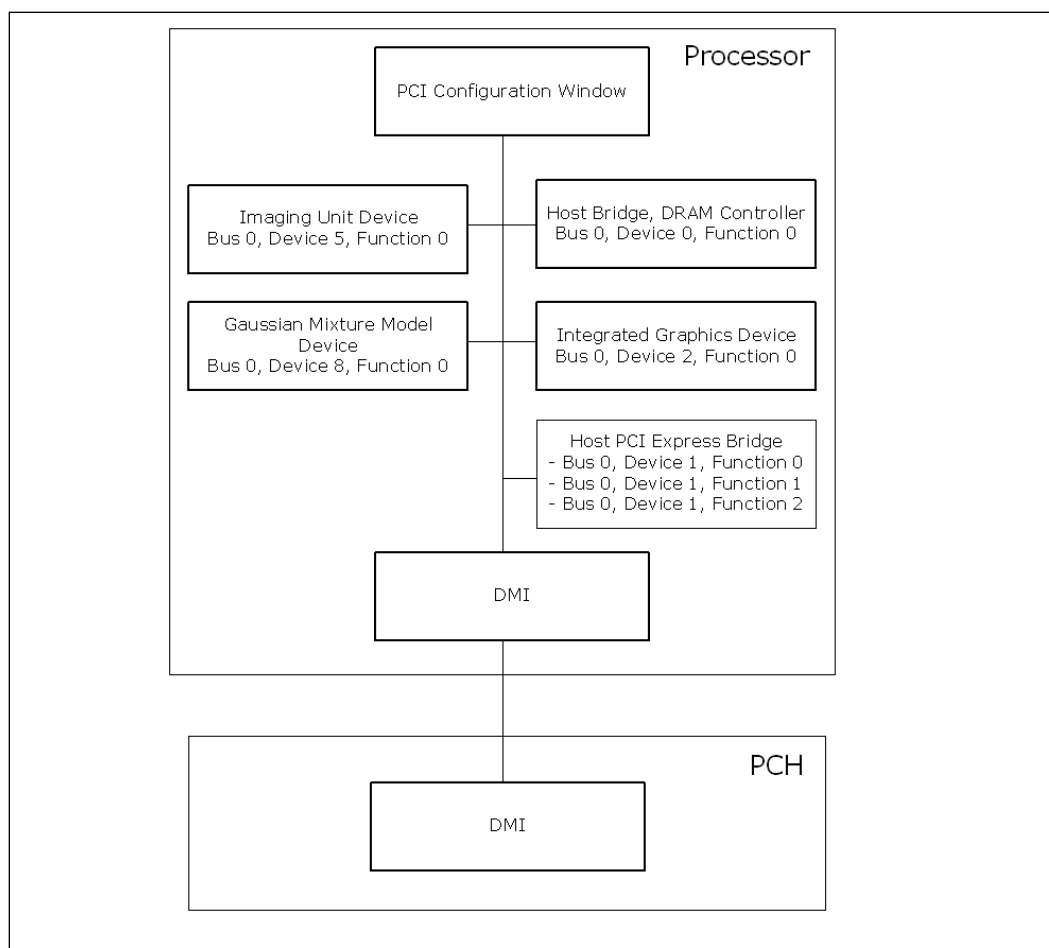 Processor
PCI Configuration Window
Imaging Unit Device
Bus 0, Device 5, Function 0
Host Bridge, DRAM Controller
Bus 0, Device 0, Function 0
Gaussian Mixture Model
Device
Bus 0, Device 8, Function 0
Integrated Graphics Device
Bus 0, Device 2, Function 0
Host PCI Express Bridge
- Bus 0, Device 1, Function 0
- Bus 0, Device 1, Function 1
- Bus 0, Device 1, Function 2
DMI
PCH
DMI